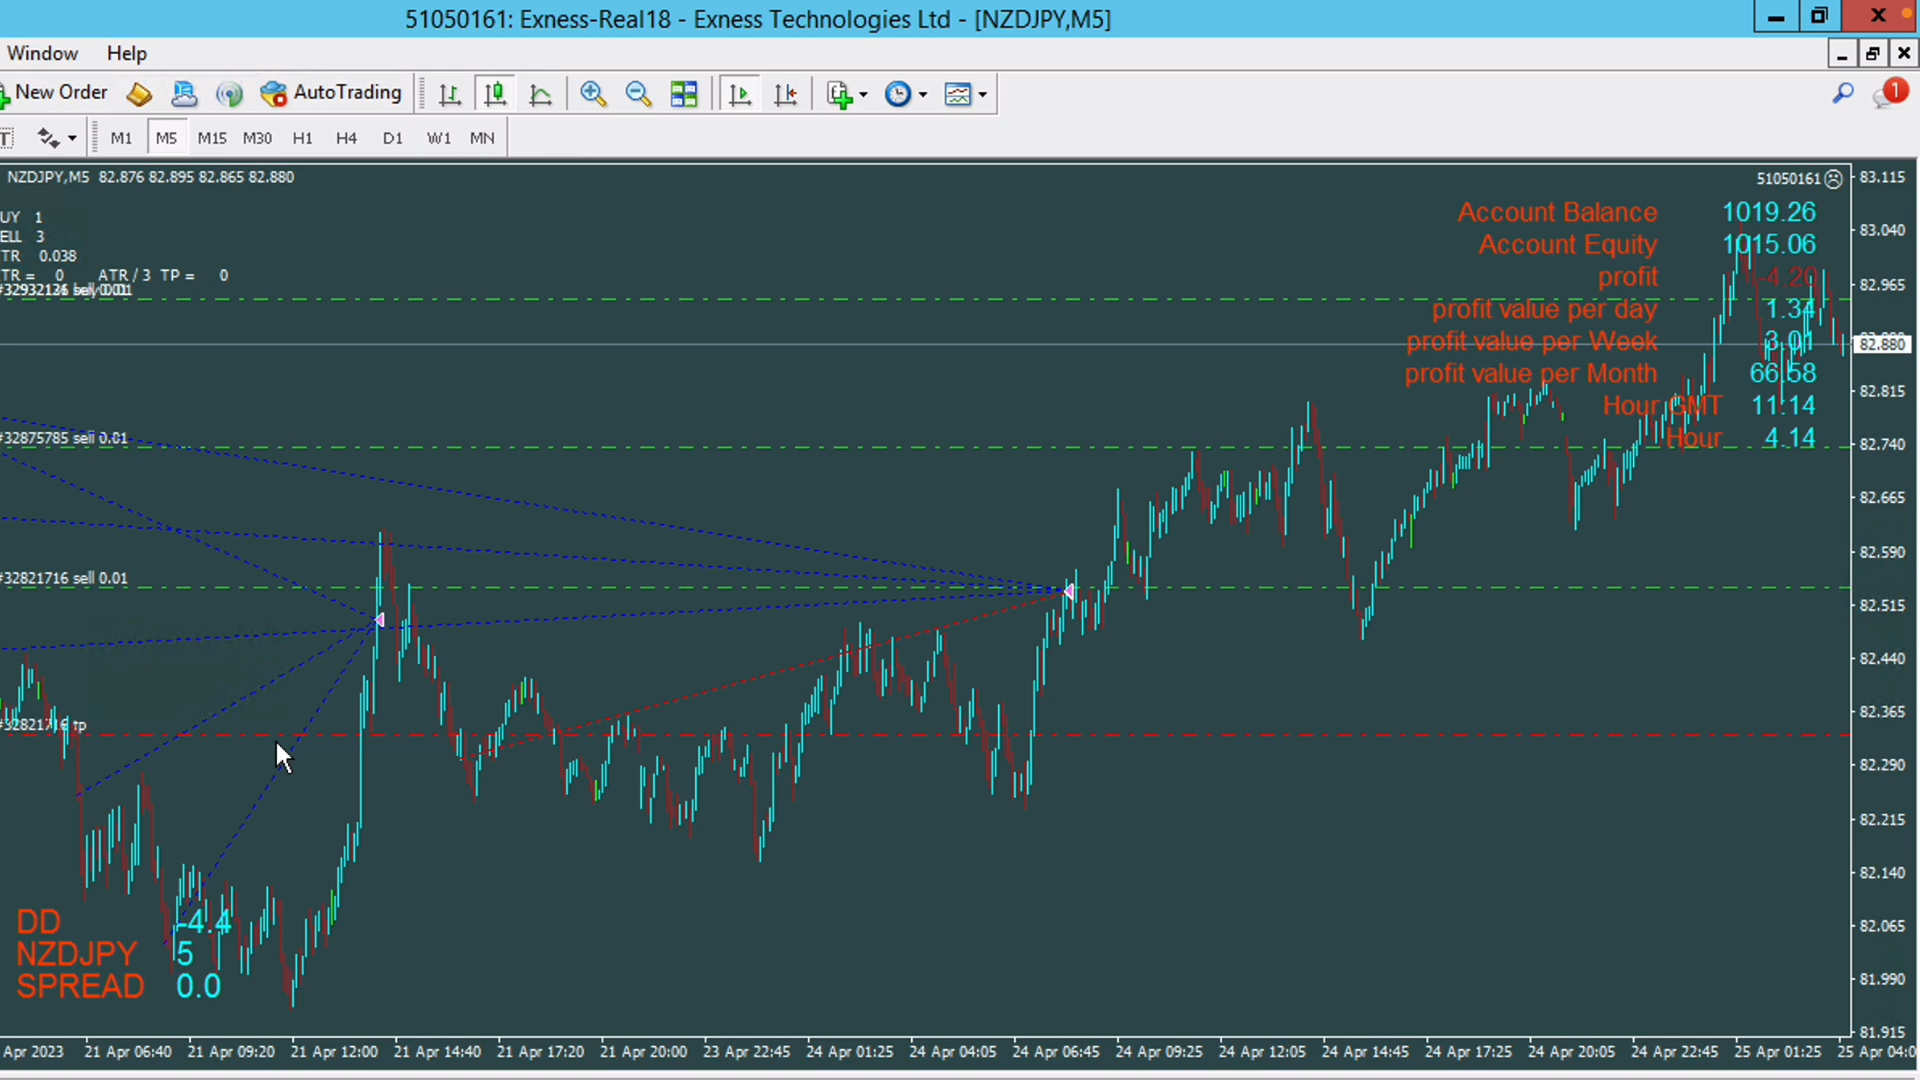 51050161: Exness-Real18 - Exness Technologies Ltd - [NZDJPY,M5]
Window Help
New Order AutoTrading
1
T M1 M5 M15 M30 H1 H4 D1 W1 MN
NZDJPY,M5 82.876 82.895 82.865 82.880
51050161
UY 1
ELL 3
TR 0.038
TR = 0 ATR / 3 TP = 0
Account Balance 1019.26
Account Equity 1015.06
profit -4.20
profit value per day 1.34
profit value per Week 3.01
profit value per Month 66.58
Hour GMT 11:14
Hour 4.14
#32875785 sell 0.01
#32821716 sell 0.01
#32821716 tp
DD -4.4
NZDJPY 5
SPREAD 0.0
83.115
83.040
82.965
82.880
82.815
82.740
82.665
82.590
82.515
82.440
82.365
82.290
82.215
82.140
82.065
81.990
81.915
Apr 2023 21 Apr 06:40 21 Apr 09:20 21 Apr 12:00 21 Apr 14:40 21 Apr 17:20 21 Apr 20:00 23 Apr 22:45 24 Apr 01:25 24 Apr 04:05 24 Apr 06:45 24 Apr 09:25 24 Apr 12:05 24 Apr 14:45 24 Apr 17:25 24 Apr 20:05 24 Apr 22:45 25 Apr 01:25 25 Apr 04:0